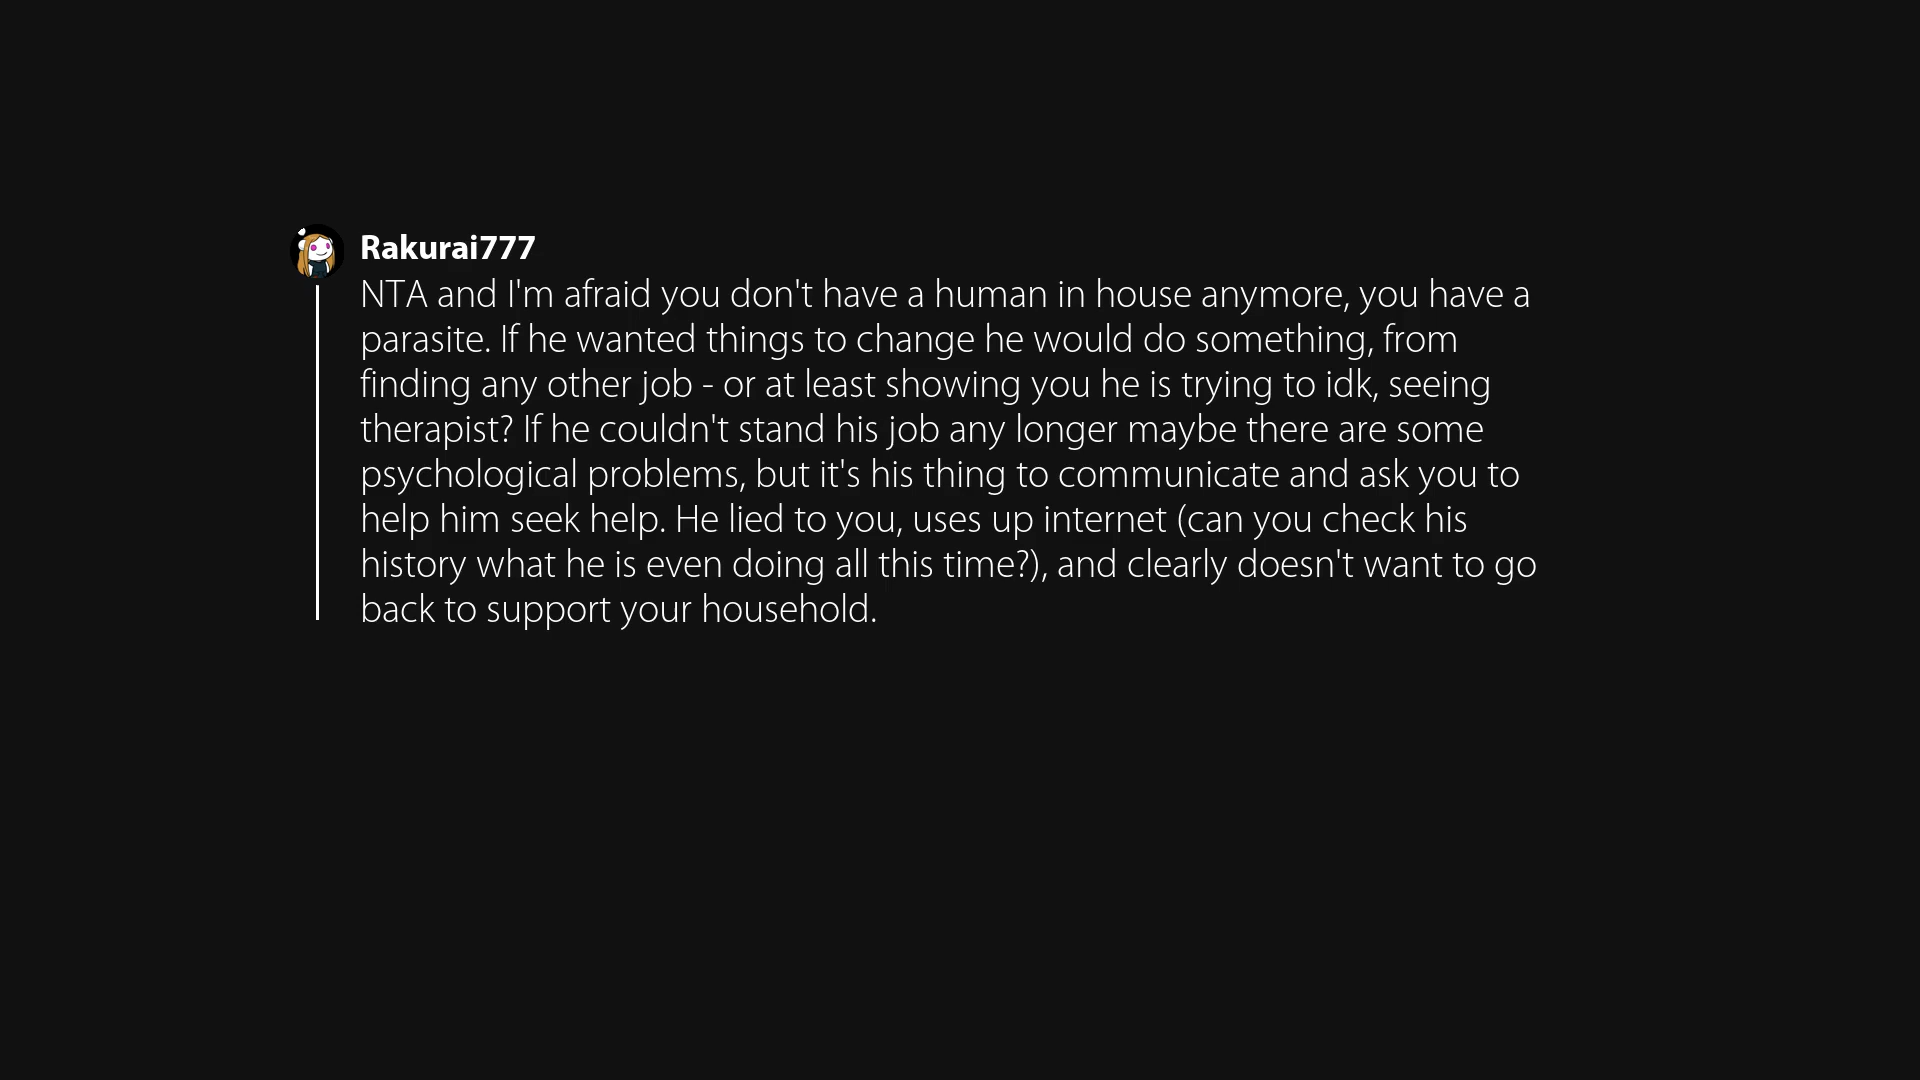 Rakurai777
NTA and I'm afraid you don't have a human in house anymore, you have a
parasite. If he wanted things to change he would do something, from
finding any other job - or at least showing you he is trying to idk, seeing
therapist? If he couldn't stand his job any longer maybe there are some
psychological problems, but it's his thing to communicate and ask you to
help him seek help. He lied to you, uses up internet (can you check his
history what he is even doing all this time?), and clearly doesn't want to go
back to support your household.